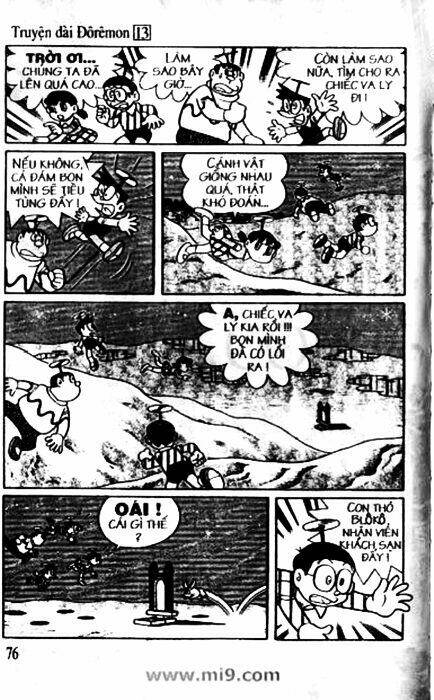 Truyện dài Đôrêmon 13
TRỜI ƠI...
CHÚNG TA ĐÃ
LÊN QUÁ CAO...
LÀM
SAO BÂY
GIỜ...
CÒN LÀM SAO
NỮA, TÌM CHO RA
CHIẾC VA LY
ĐI !
NẾU KHÔNG,
CẢ ĐÁM BỌN
MÌNH SẼ TIÊU
TÙNG ĐẤY !
CẢNH VẬT
GIỐNG NHAU
QUÁ, THẬT
KHÓ ĐOÁN...
A, CHIẾC VA
LY KIA RỒI !!!
BỌN MÌNH
ĐÃ CÓ LỐI
RA !
OÁI !
CÁI GÌ THẾ
?
CON THỎ
BLÔKÔ,
NHÂN VIÊN
KHÁCH SẠN
ĐÂY !
76
www.mi9.com